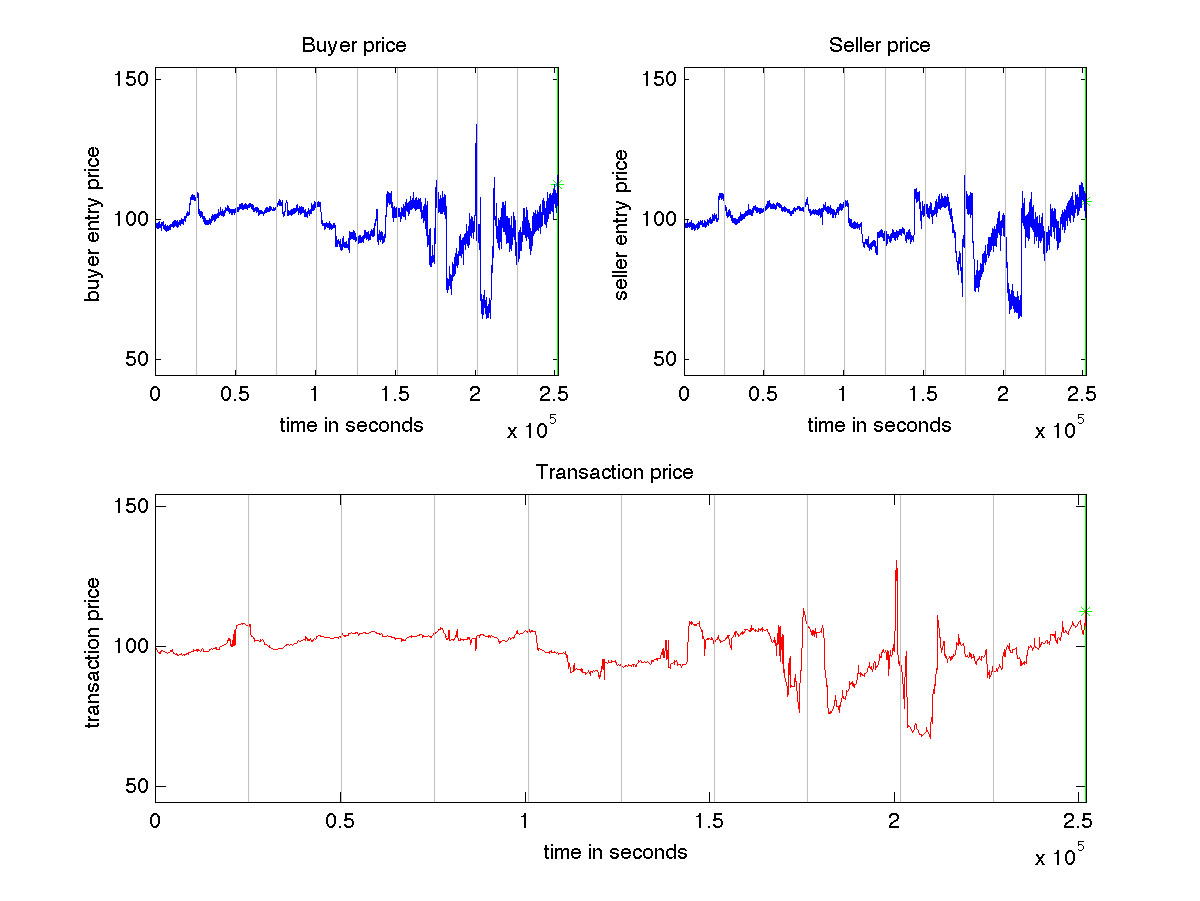 Buyer price
150
100
50
buyer entry price
0 0.5 1 1.5 2 2.5
time in seconds
x 10^5
Seller price
150
100
50
seller entry price
0 0.5 1 1.5 2 2.5
time in seconds
x 10^5
Transaction price
150
100
50
transaction price
0 0.5 1 1.5 2 2.5
time in seconds
x 10^5